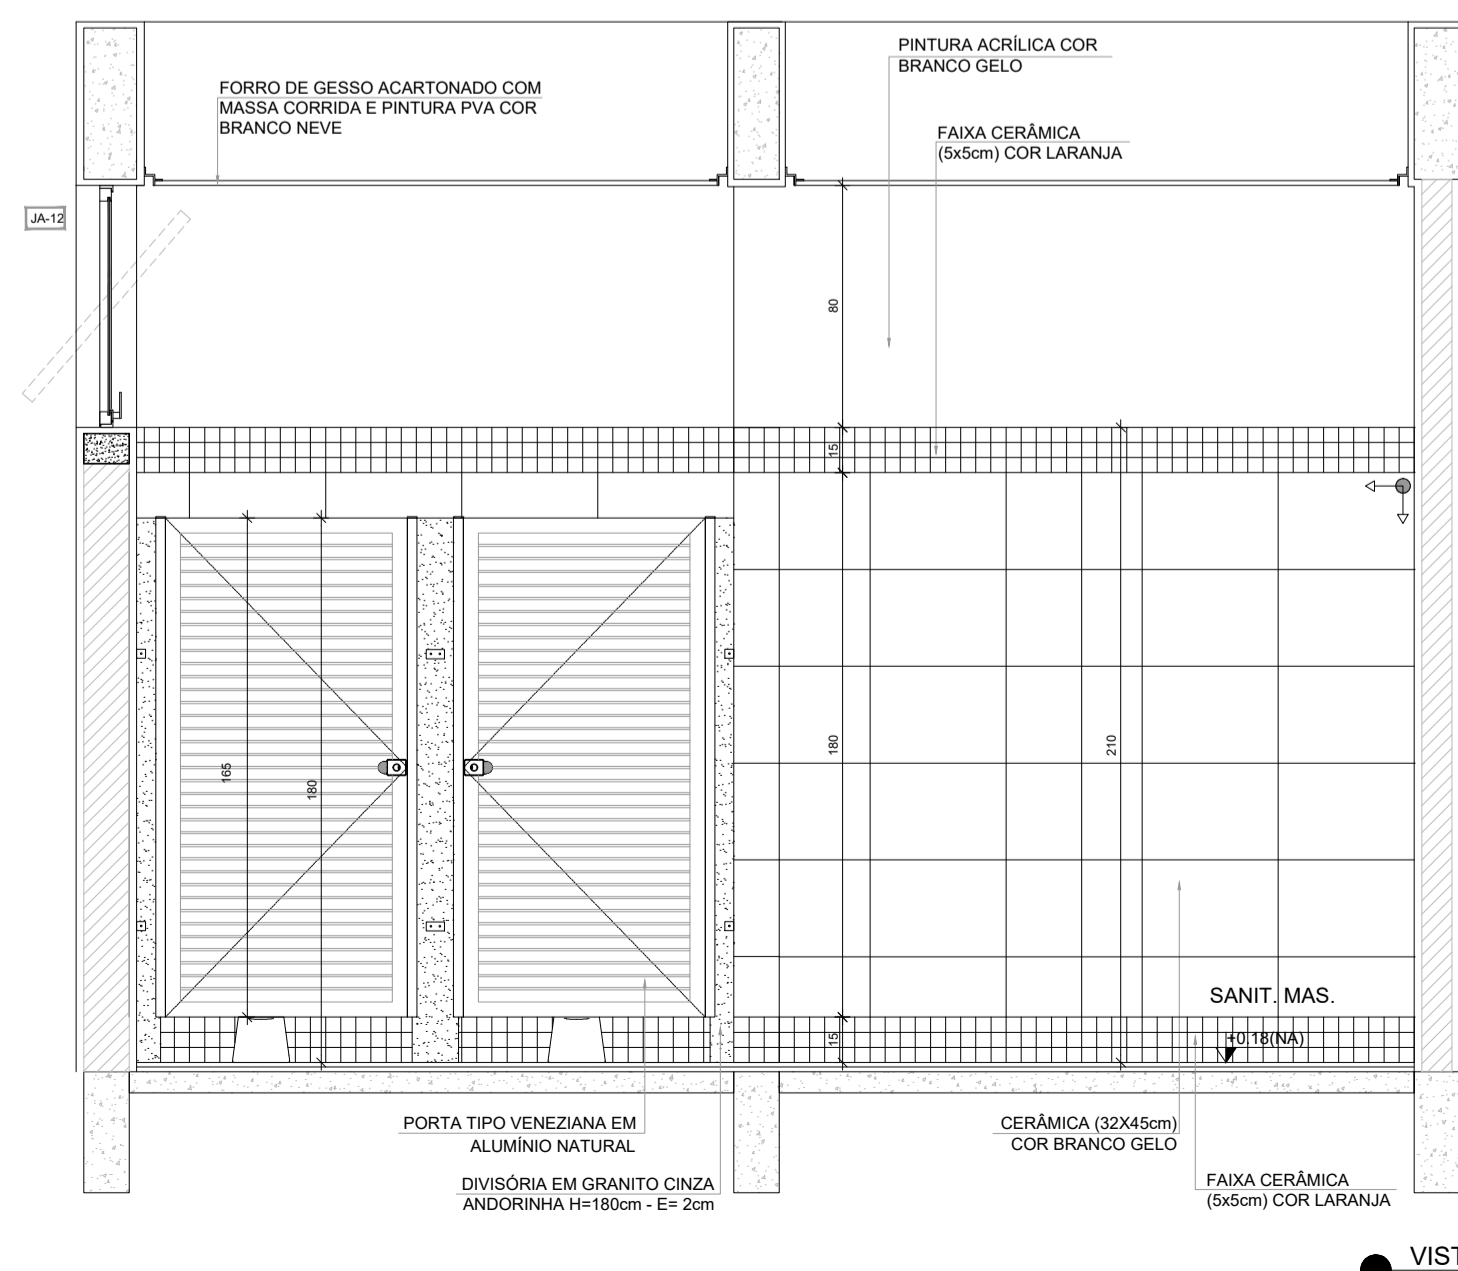 PINTURA ACRÍLICA COR
BRANCO GELO
FORRO DE GESSO ACARTONADO COM
MASSA CORRIDA E PINTURA PVA COR
BRANCO NEVE
FAIXA CERÂMICA
(5x5cm) COR LARANJA
JA-12
80
15
165
180
180
210
SANIT. MAS.
+0.18(NA)
15
PORTA TIPO VENEZIANA EM
ALUMÍNIO NATURAL
CERÂMICA (32X45cm)
COR BRANCO GELO
DIVISÓRIA EM GRANITO CINZA
ANDORINHA H=180cm - E= 2cm
FAIXA CERÂMICA
(5x5cm) COR LARANJA
VIST